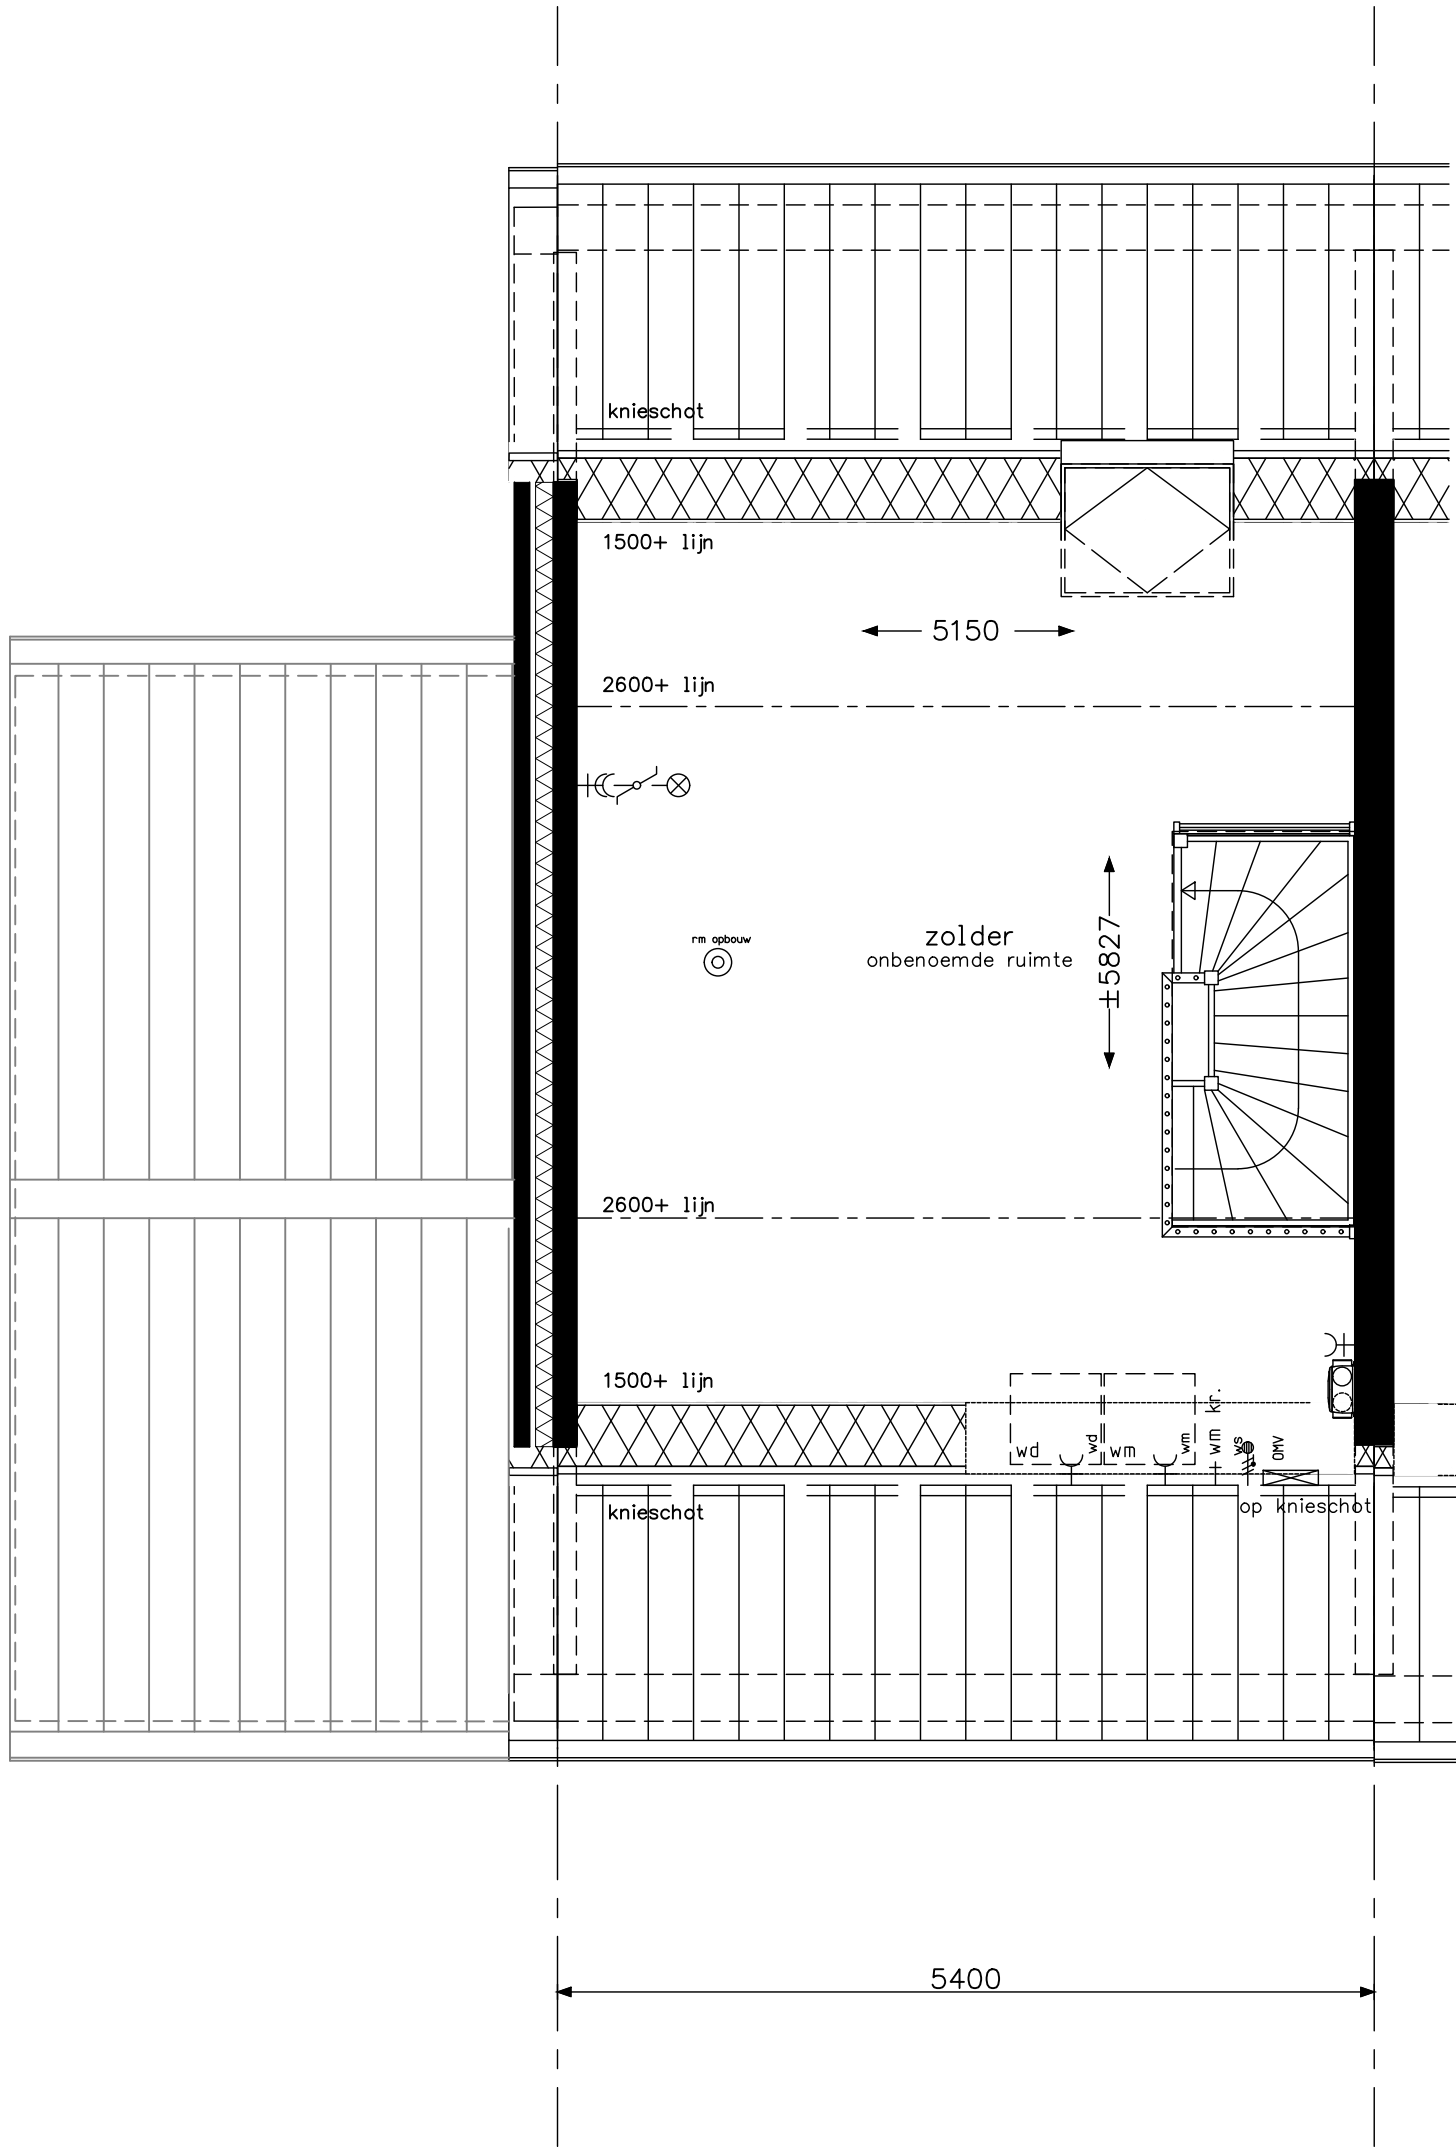 knieschot
1500+ lijn
5150
2600+ lijn
rm opbouw
zolder
onbenoemde ruimte
±5827
2600+ lijn
1500+ lijn
wd
wd
wm
wm
wm kr.
ws
OMV
knieschot
op knieschot
5400